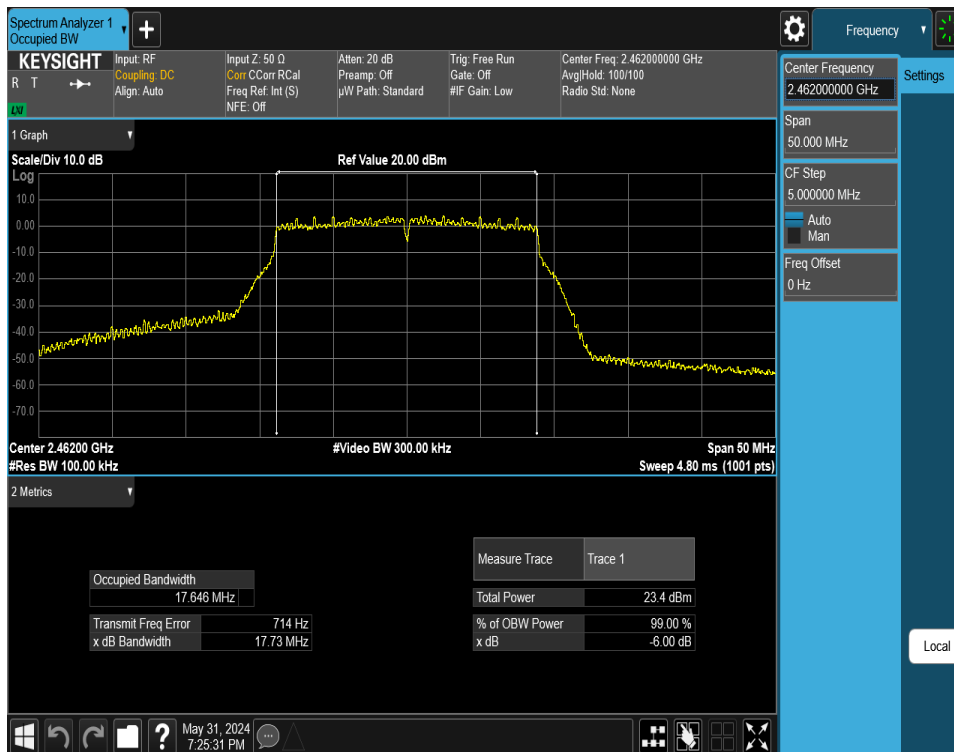 Spectrum Analyzer 1
Occupied BW
+
Frequency
KEYSIGHT
R T
LXI
Input: RF
Coupling: DC
Align: Auto
Input Z: 50 Ω
Corr CCorr RCal
Freq Ref: Int (S)
NFE: Off
Atten: 20 dB
Preamp: Off
µW Path: Standard
Trig: Free Run
Gate: Off
#IF Gain: Low
Center Freq: 2.462000000 GHz
Avg|Hold: 100/100
Radio Std: None
Center Frequency
2.462000000 GHz
Settings
Span
50.000 MHz
CF Step
5.000000 MHz
Auto
Man
Freq Offset
0 Hz
Local
1 Graph
Scale/Div 10.0 dB
Ref Value 20.00 dBm
Log
10.0
0.00
-10.0
-20.0
-30.0
-40.0
-50.0
-60.0
-70.0
Center 2.46200 GHz
#Video BW 300.00 kHz
Span 50 MHz
#Res BW 100.00 kHz
Sweep 4.80 ms (1001 pts)
2 Metrics
Measure Trace Trace 1
Occupied Bandwidth
17.646 MHz
Total Power 23.4 dBm
Transmit Freq Error 714 Hz
% of OBW Power 99.00 %
x dB Bandwidth 17.73 MHz
x dB -6.00 dB
?
May 31, 2024
7:25:31 PM